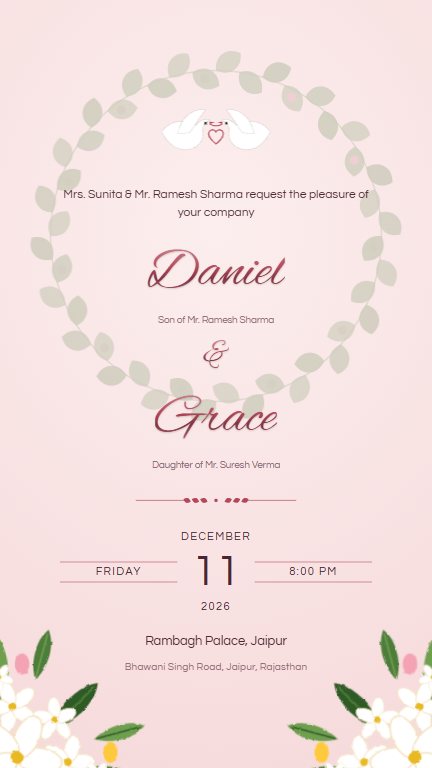 Mrs. Sunita & Mr. Ramesh Sharma request the pleasure of
your company
Daniel
Son of Mr. Ramesh Sharma
&
Grace
Daughter of Mr. Suresh Verma
DECEMBER
FRIDAY 11 8:00 PM
2026
Rambagh Palace, Jaipur
Bhawani Singh Road, Jaipur, Rajasthan